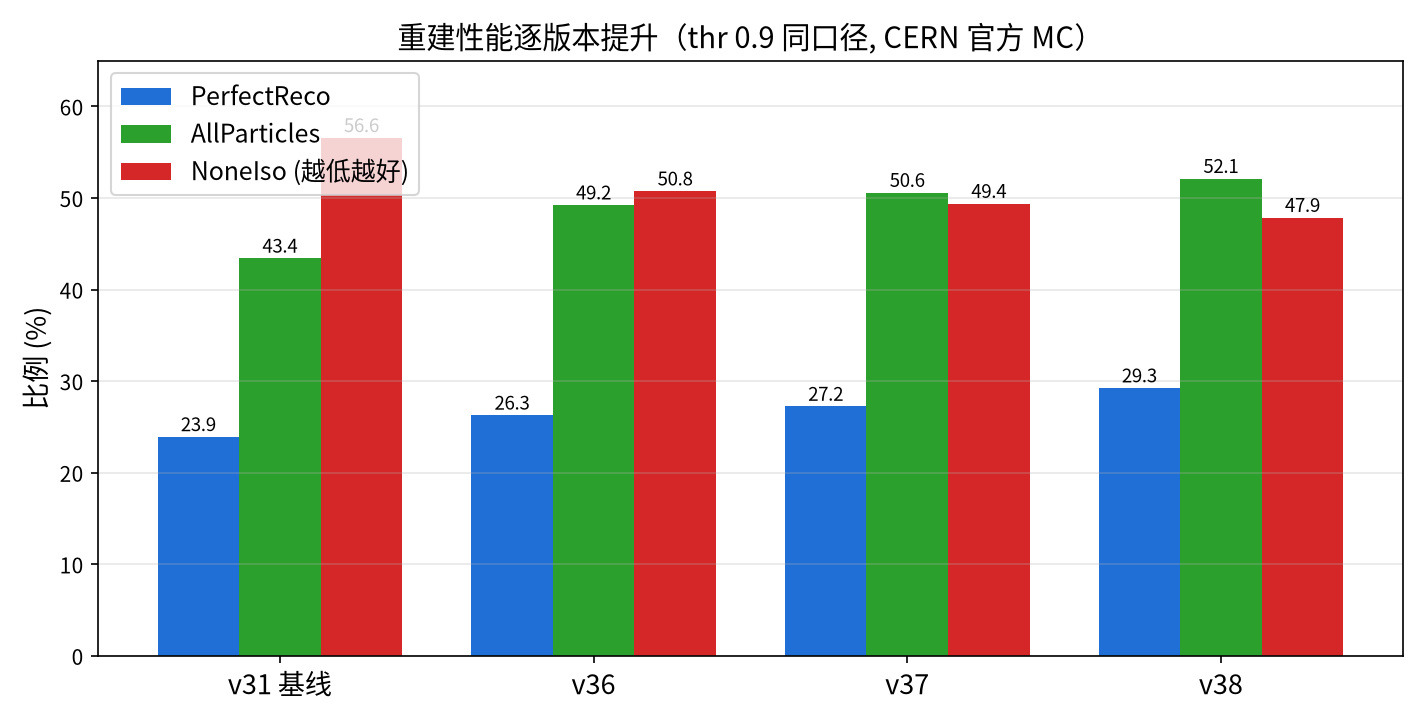 重建性能逐版本提升（thr 0.9 同口径, CERN 官方 MC）
PerfectReco
AllParticles
NoneIso (越低越好)
比例 (%)
60
50
40
30
20
10
0
23.9
43.4
56.6
26.3
49.2
50.8
27.2
50.6
49.4
29.3
52.1
47.9
v31 基线
v36
v37
v38